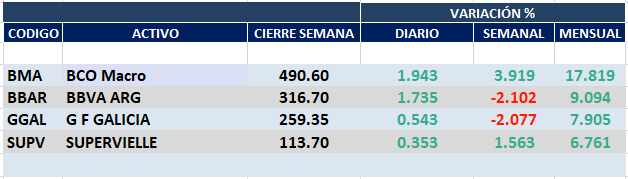 VARIACIÓN %
CODIGO ACTIVO CIERRE SEMANA DIARIO SEMANAL MENSUAL
BMA BCO Macro 490.60 1.943 3.919 17.819
BBAR BBVA ARG 316.70 1.735 -2.102 9.094
GGAL G F GALICIA 259.35 0.543 -2.077 7.905
SUPV SUPERVIELLE 113.70 0.353 1.563 6.761